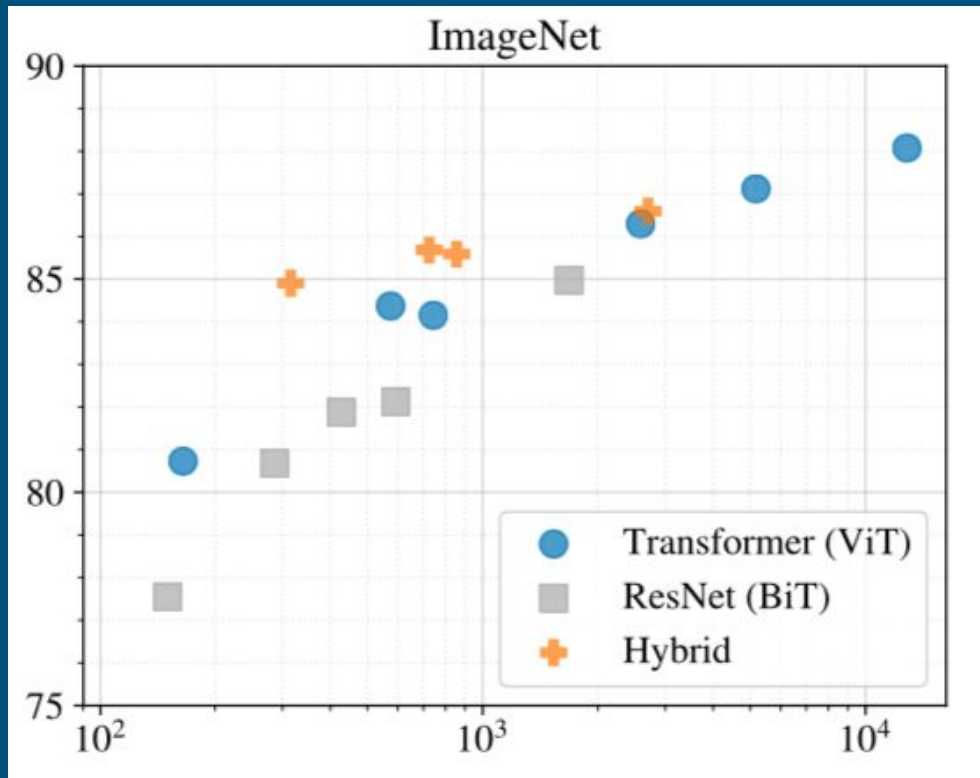 ImageNet
90
85
80
75
10²
10³
10⁴
Transformer (ViT)
ResNet (BiT)
Hybrid